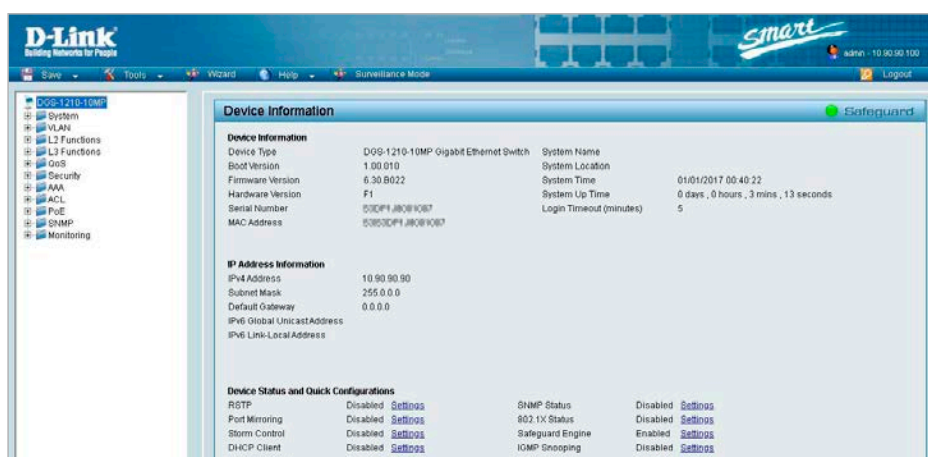 D-Link
Building Networks for People
smart
admin - 10.90.90.100
Save
Tools
Wizard
Help
Surveillance Mode
Logout
DGS-1210-10MP
System
VLAN
L2 Functions
L3 Functions
QoS
Security
AAA
ACL
PoE
SNMP
Monitoring
Device Information
Safeguard
Device Information
Device Type DGS-1210-10MP Gigabit Ethernet Switch System Name
Boot Version 1.00.010 System Location
Firmware Version 6.30.B022 System Time 01/01/2017 00:40:22
Hardware Version F1 System Up Time 0 days , 0 hours , 3 mins , 13 seconds
Serial Number Login Timeout (minutes) 5
MAC Address
IP Address Information
IPv4 Address 10.90.90.90
Subnet Mask 255.0.0.0
Default Gateway 0.0.0.0
IPv6 Global Unicast Address
IPv6 Link-Local Address
Device Status and Quick Configurations
RSTP Disabled Settings SNMP Status Disabled Settings
Port Mirroring Disabled Settings 802.1X Status Disabled Settings
Storm Control Disabled Settings Safeguard Engine Enabled Settings
DHCP Client Disabled Settings IGMP Snooping Disabled Settings